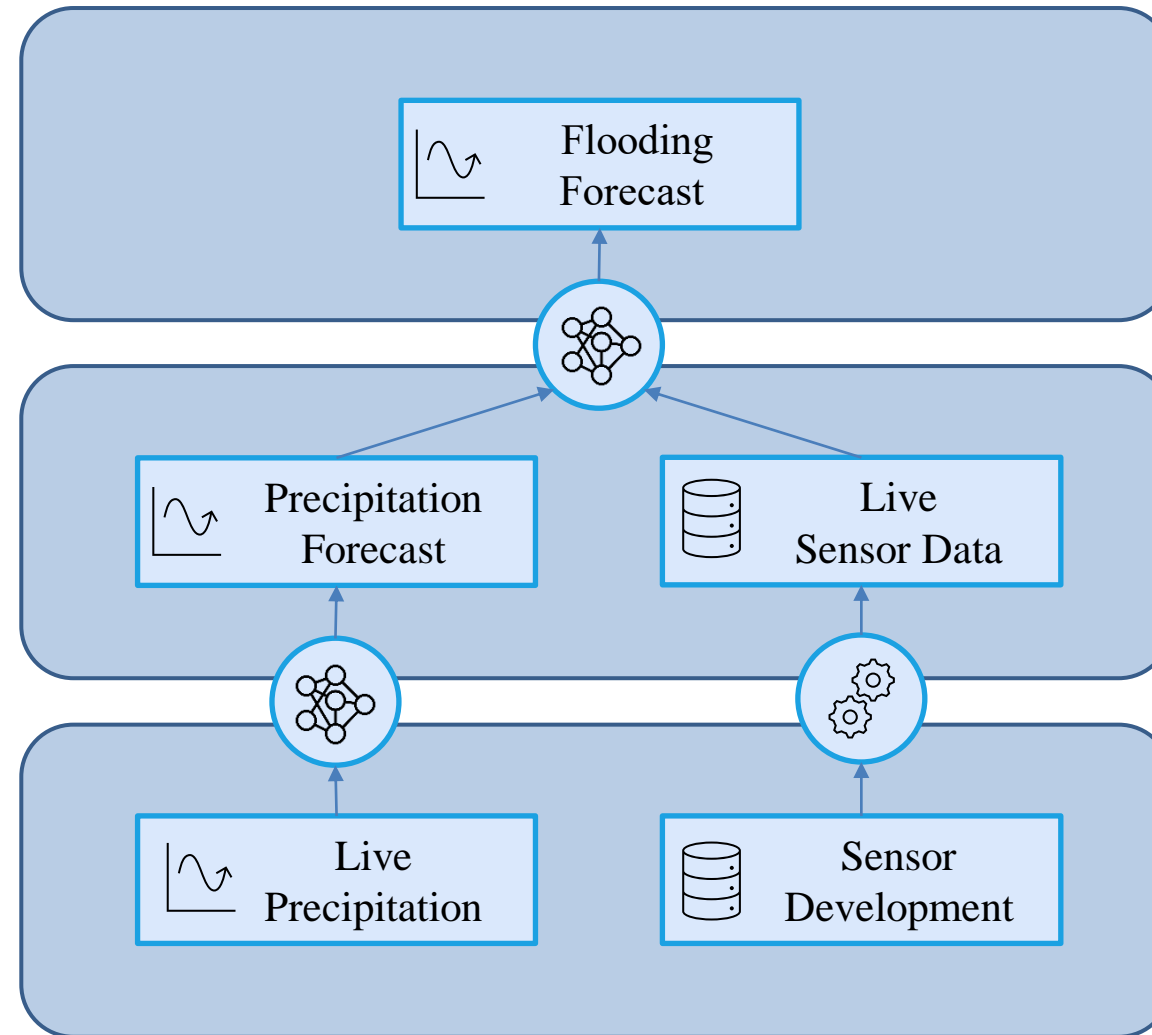 Flooding
Forecast
Precipitation
Forecast
Live
Sensor Data
Live
Precipitation
Sensor
Development